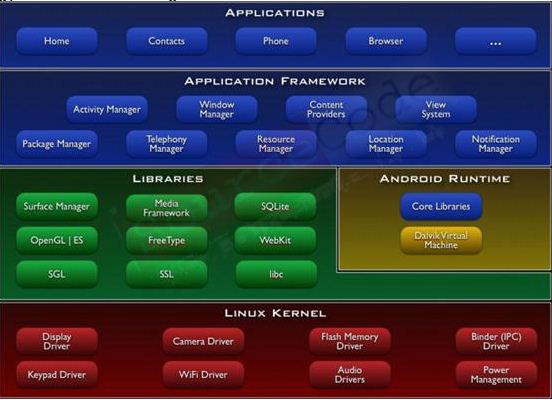 APPLICATIONS
Home
Contacts
Phone
Browser
...
APPLICATION FRAMEWORK
Activity Manager
Window
Manager
Content
Providers
View
System
Package Manager
Telephony
Manager
Resource
Manager
Location
Manager
Notification
Manager
LIBRARIES
Surface Manager
Media
Framework
SQLite
OpenGL | ES
FreeType
WebKit
SGL
SSL
libc
ANDROID RUNTIME
Core Libraries
Dalvik Virtual
Machine
LINUX KERNEL
Display
Driver
Camera Driver
Flash Memory
Driver
Binder (IPC)
Driver
Keypad Driver
WiFi Driver
Audio
Drivers
Power
Management